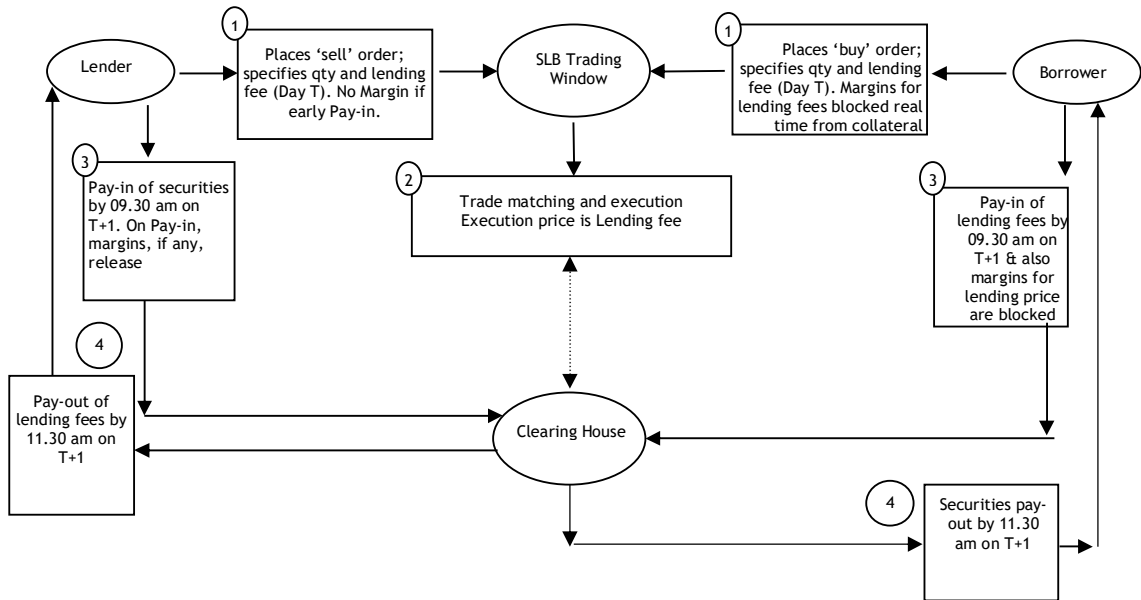 1
Lender
Places ‘sell’ order;
specifies qty and lending
fee (Day T). No Margin if
early Pay-in.
SLB Trading
Window
1
Places ‘buy’ order;
specifies qty and lending
fee (Day T). Margins for
lending fees blocked real
time from collateral
Borrower
3
Pay-in of securities
by 09.30 am on
T+1. On Pay-in,
margins, if any,
release
2
Trade matching and execution
Execution price is Lending fee
3
Pay-in of
lending fees by
09.30 am on
T+1 & also
margins for
lending price
are blocked
4
Pay-out of
lending fees by
11.30 am on
T+1
Clearing House
4
Securities pay-
out by 11.30
am on T+1